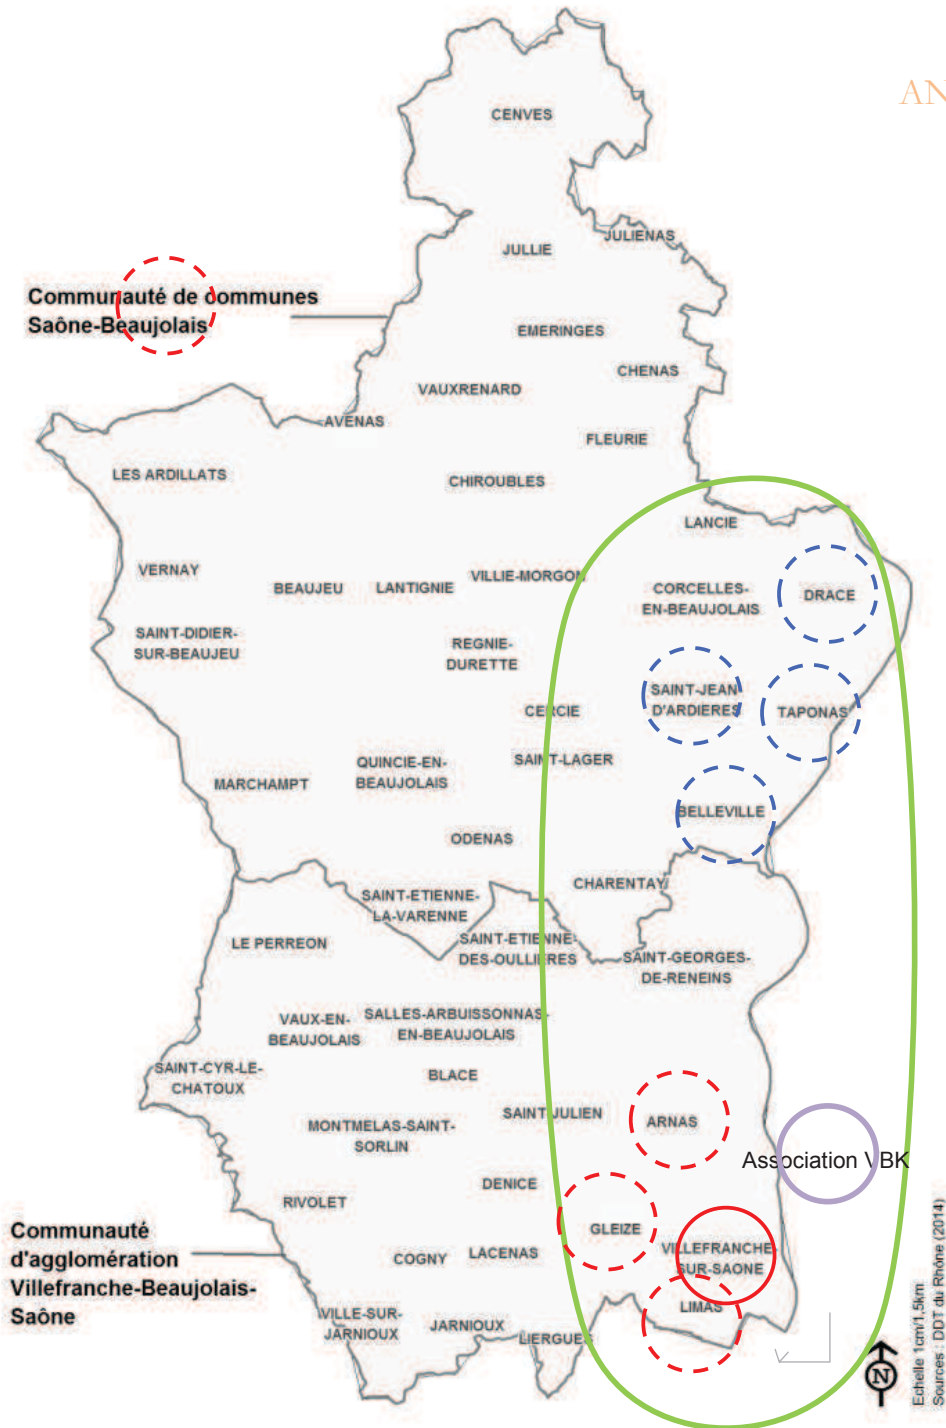 AN
CENVES
JULIENAS
JULLIE
Communauté de communes
Saône-Beaujolais
EMERINGES
CHENAS
VAUXRENARD
AVENAS
FLEURIE
LES ARDILLATS
CHIROUBLES
LANCIE
VERNAY
BEAUJEU
LANTIGNIE
VILLIE-MORGON
CORCELLES-
EN-BEAUJOLAIS
DRACE
SAINT-DIDIER-
SUR-BEAUJEU
REGNIE-
DURETTE
SAINT-JEAN
D'ARDIERES
CERCIE
TAPONAS
SAINT-LAGER
QUINCIE-EN-
BEAUJOLAIS
MARCHAMPT
BELLEVILLE
ODENAS
CHARENTAY
SAINT-ETIENNE-
LA-VARENNE
LE PERREON
SAINT-ETIENNE-
DES-OULLIERES
SAINT-GEORGES-
DE-RENEINS
VAUX-EN-
BEAUJOLAIS
SALLES-ARBUISSONNAS-
EN-BEAUJOLAIS
SAINT-CYR-LE-
CHATOUX
BLACE
SAINT-JULIEN
ARNAS
MONTMELAS-SAINT-
SORLIN
Association VBK
DENICE
RIVOLET
GLEIZE
Communauté
d'agglomération
Villefranche-Beaujolais-
Saône
COGNY
LACENAS
VILLEFRANCHE-
SUR-SAONE
LIMAS
VILLE-SUR-
JARNIOUX
JARNIOUX
LIERGUES
N
Echelle 1cm/1,5km
Sources : DDT du Rhône (2014)